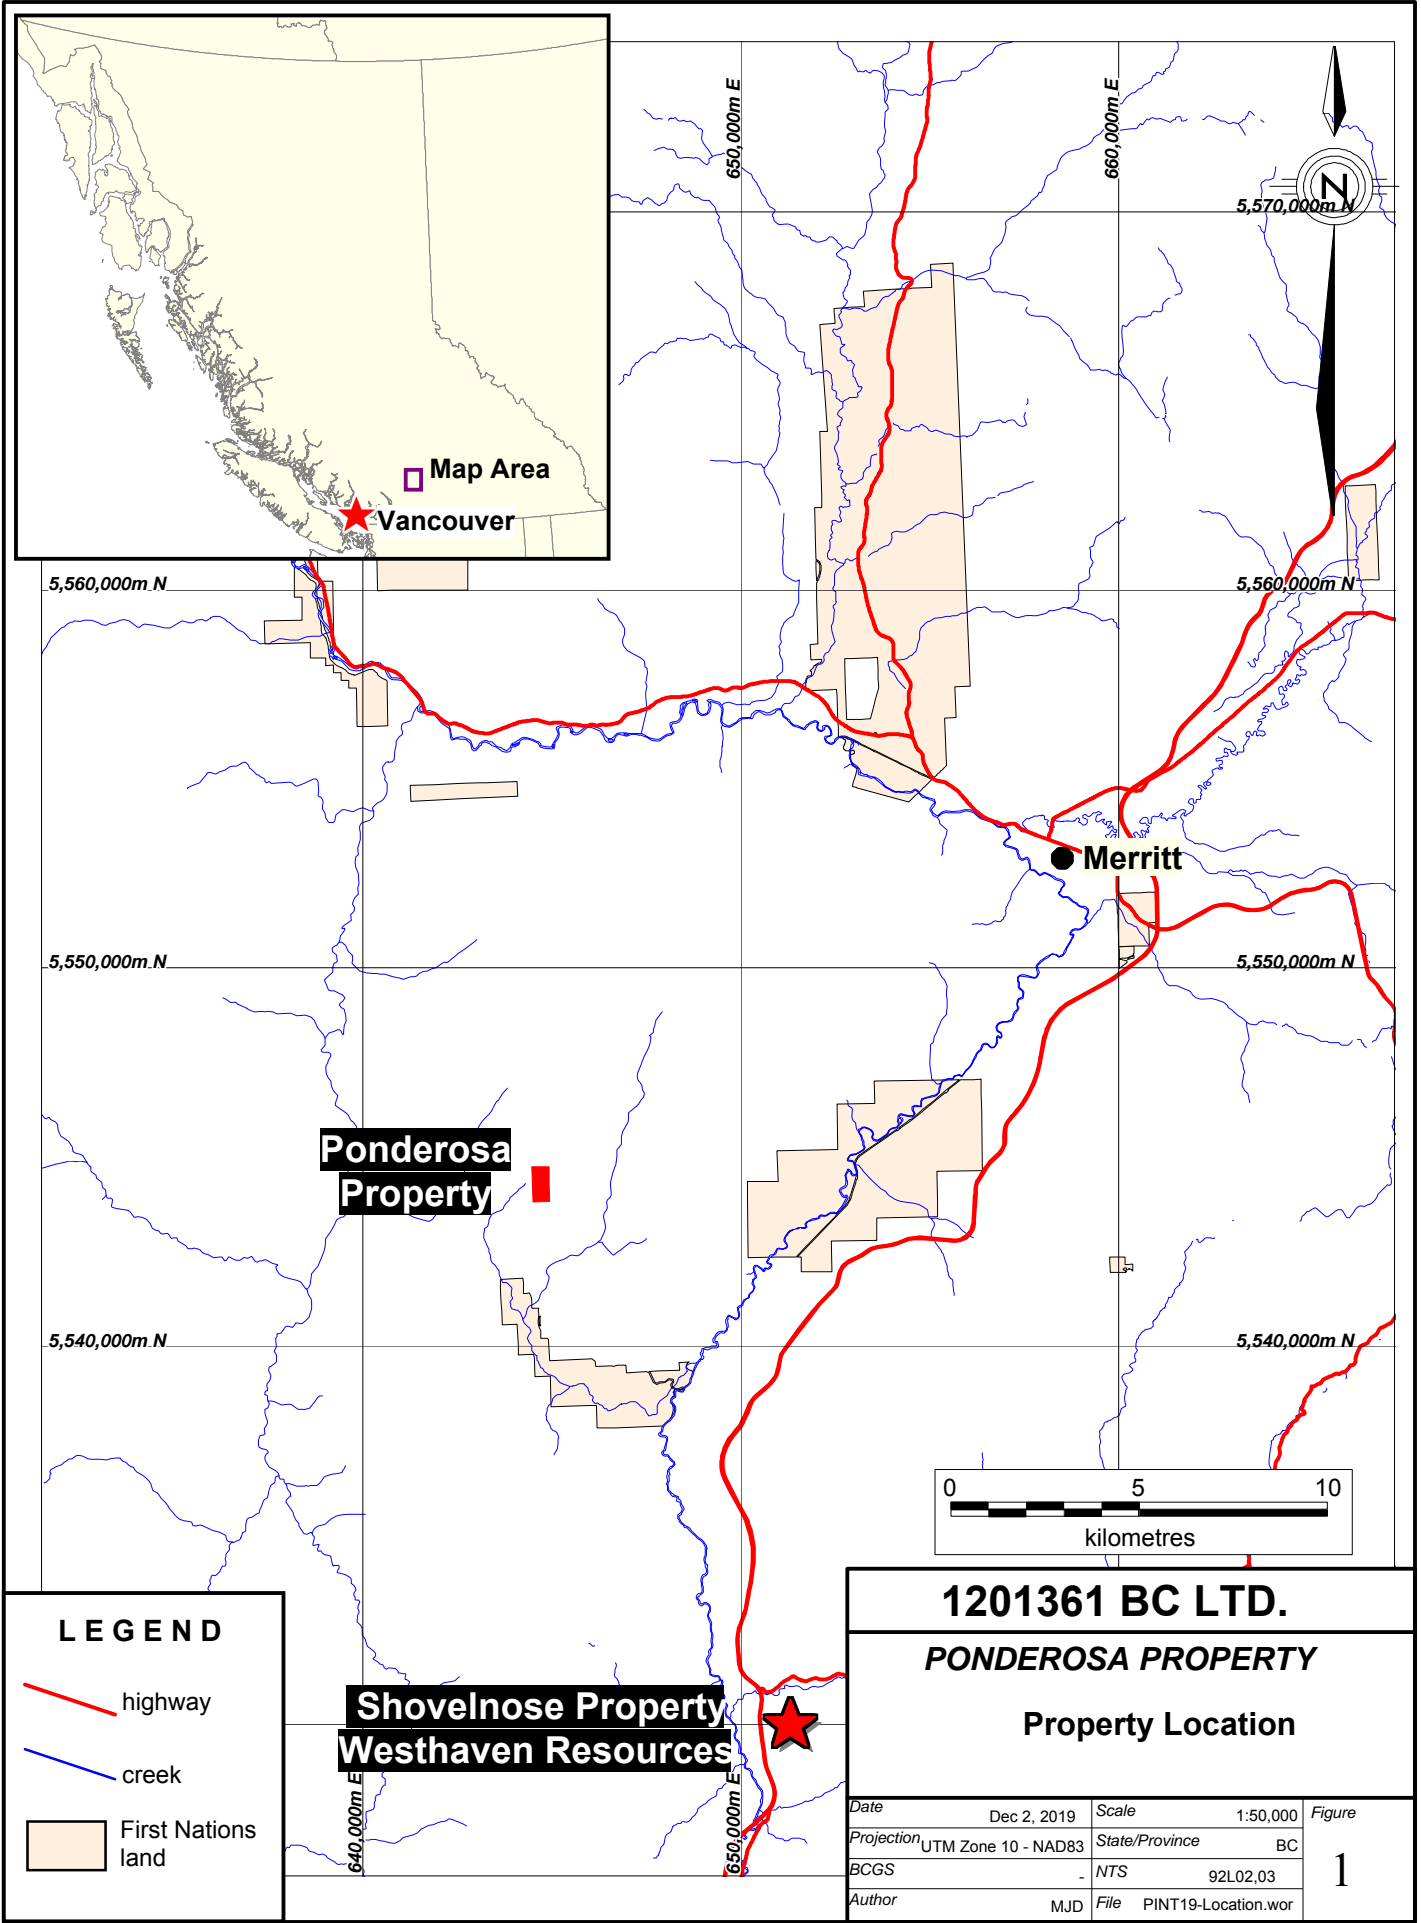 Map Area
Vancouver
650,000m E
660,000m E
N
5,570,000m N
5,560,000m N
5,560,000m N
Merritt
5,550,000m N
5,550,000m N
Ponderosa
Property
5,540,000m N
5,540,000m N
0 5 10
kilometres
LEGEND
highway
creek
First Nations
land
Shovelnose Property
Westhaven Resources
640,000m E
650,000m E
1201361 BC LTD.
PONDEROSA PROPERTY
Property Location
Date Dec 2, 2019 Scale 1:50,000 Figure
Projection UTM Zone 10 - NAD83 State/Province BC
1
BCGS - NTS 92L02,03
Author MJD File PINT19-Location.wor